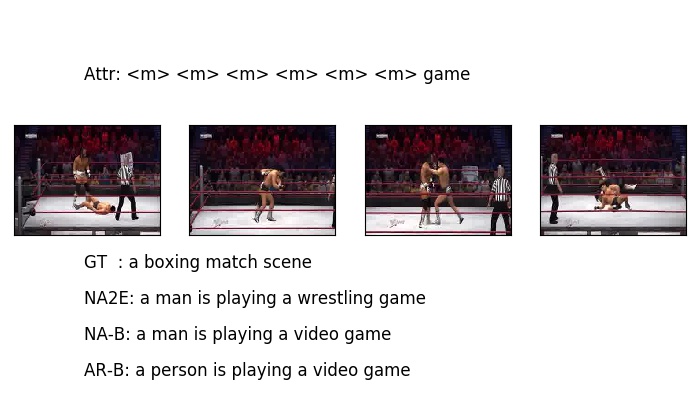 Attr: <m> <m> <m> <m> <m> <m> game
GT  : a boxing match scene
NA2E: a man is playing a wrestling game
NA-B: a man is playing a video game
AR-B: a person is playing a video game